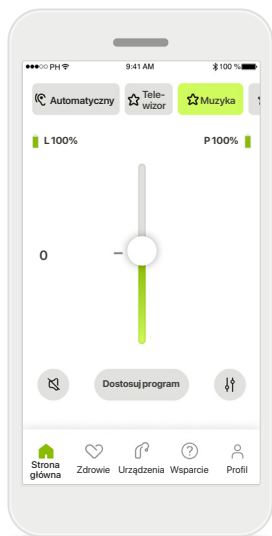 ●●●○○ PH 9:41 AM 100 %
Automatyczny
Tele-
wizor
Muzyka
L 100% P 100%
0
Dostosuj program
Strona
główna
Zdrowie
Urządzenia
Wsparcie
Profil